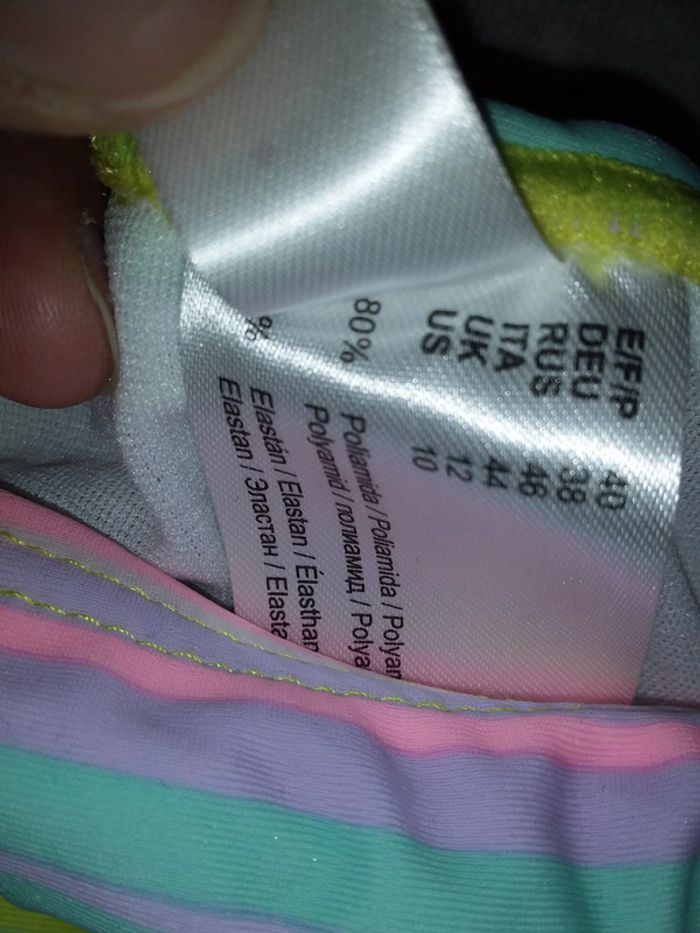 E/F/P 40
DEU 38
RUS 46
ITA 44
UK 12
US 10
80% Poliamida / Poliamida / Polyam
Polyamid / полиамид / Polya
% Elastán / Elastan / Élasthan
Elastan / Эластан / Elasta